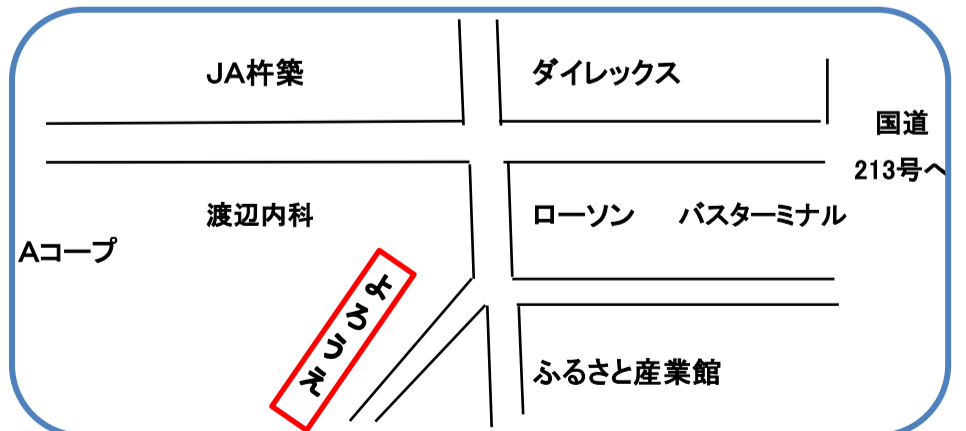 JA杵築
ダイレックス
国道
213号へ
渡辺内科
ローソン
バスターミナル
Aコープ
よろうえ
ふるさと産業館